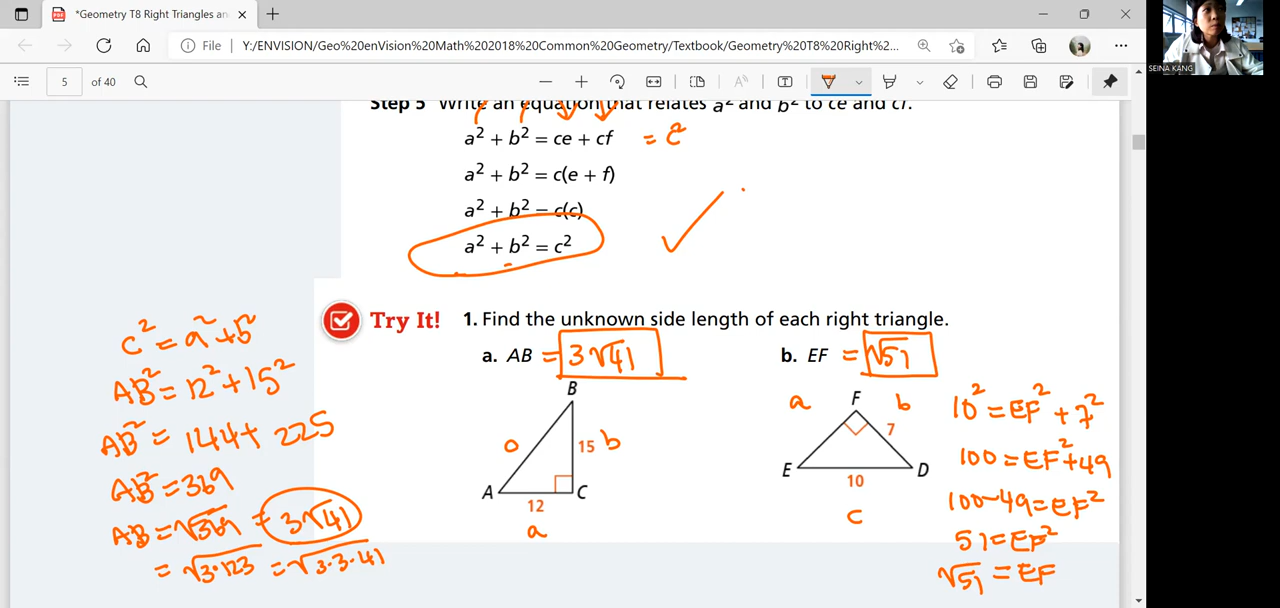 *Geometry T8 Right Triangles an
File Y:/ENVISION/Geo%20enVision%20Math%202018%20Common%20Geometry/Textbook/Geometry%20T8%20Right%2...
5 of 40
SEINA KANG
Step 5 Write an equation that relates a² and b² to ce and cf.
a² + b² = ce + cf = c²
a² + b² = c(e + f)
a² + b² = c(c)
a² + b² = c²
Try It! 1. Find the unknown side length of each right triangle.
a. AB = 3√41
b. EF = √51
c² = a² + b²
AB² = 12² + 15²
AB² = 144 + 225
AB² = 369
AB = √369 = 3√41
= √3·123 = √3·3·41
B
15 b
A
C
12
a
a F b
7
E
D
10
c
10² = EF² + 7²
100 = EF² + 49
100 - 49 = EF²
51 = EF²
√51 = EF